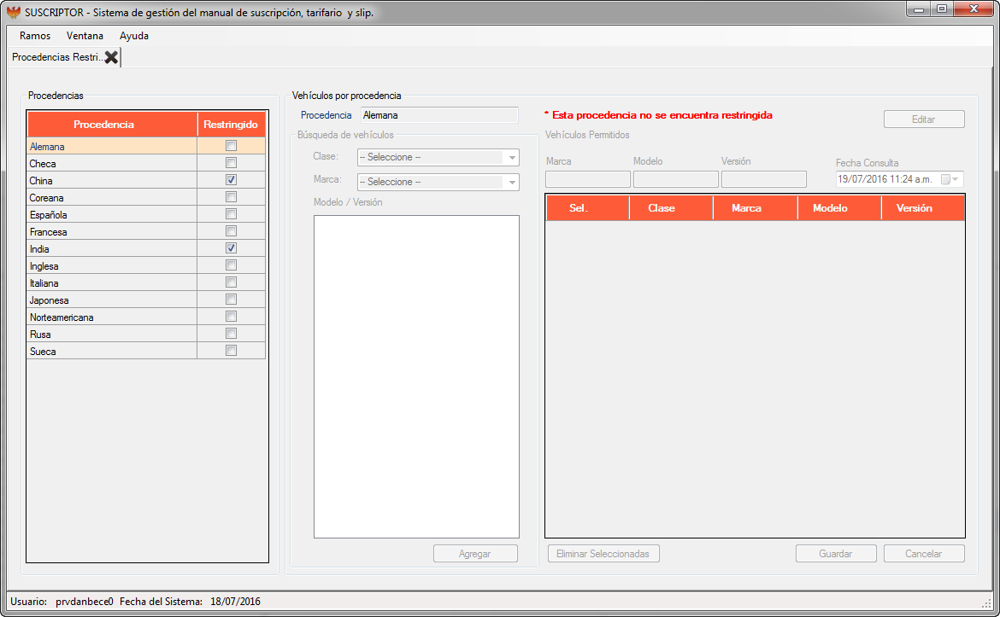 SUSCRIPTOR - Sistema de gestión del manual de suscripción, tarifario y slip.
Ramos Ventana Ayuda
Procedencias Restri...
Procedencias
Procedencia Restringido
Alemana
Checa
China
Coreana
Española
Francesa
India
Inglesa
Italiana
Japonesa
Norteamericana
Rusa
Sueca
Vehículos por procedencia
Procedencia Alemana
* Esta procedencia no se encuentra restringida
Editar
Búsqueda de vehículos
Clase: -- Seleccione --
Marca: -- Seleccione --
Modelo / Versión
Agregar
Vehículos Permitidos
Marca Modelo Versión Fecha Consulta
19/07/2016 11:24 a.m.
Sel. Clase Marca Modelo Versión
Eliminar Seleccionadas Guardar Cancelar
Usuario: prvdanbece0 Fecha del Sistema: 18/07/2016